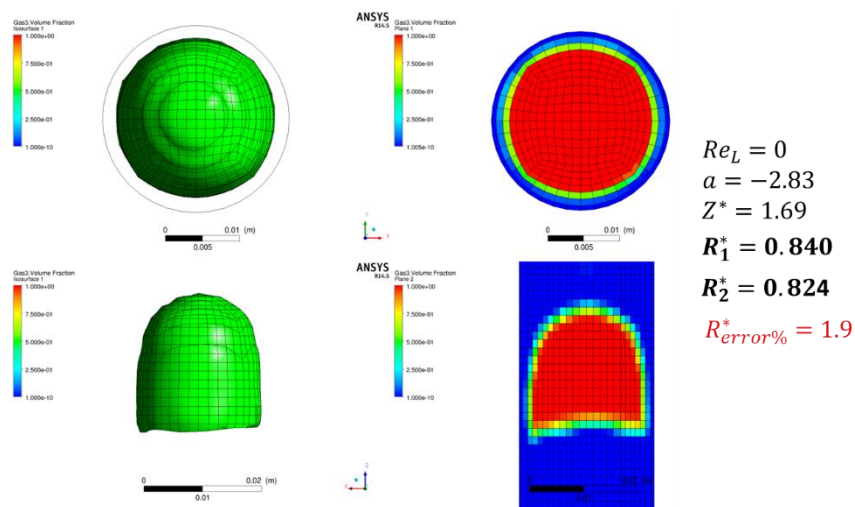 Gas3.Volume Fraction
Isosurface 1
1.000e+00
7.500e-01
5.000e-01
2.500e-01
1.000e-10
ANSYS
R14.5
0 0.01 (m)
0.005
Y
X
Gas3.Volume Fraction
Plane 1
1.000e+00
7.500e-01
5.000e-01
2.500e-01
1.005e-10
0 0.01 (m)
0.005
Re_L = 0
a = −2.83
Z* = 1.69
R₁* = 0.840
R₂* = 0.824
R*_error% = 1.9
Gas3.Volume Fraction
Isosurface 1
1.000e+00
7.500e-01
5.000e-01
2.500e-01
1.000e-10
ANSYS
R14.5
0 0.02 (m)
0.01
Z
X
Gas3.Volume Fraction
Plane 2
1.000e+00
7.500e-01
5.000e-01
2.500e-01
1.000e-10
0